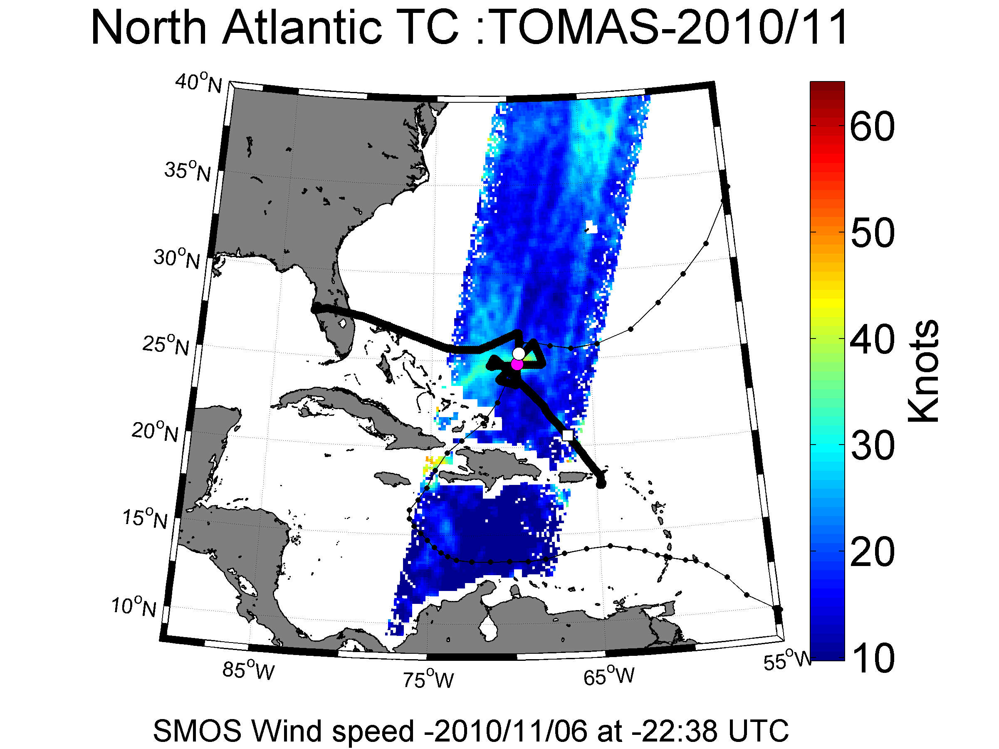 North Atlantic TC :TOMAS-2010/11
40°N
35°N
30°N
25°N
20°N
15°N
10°N
85°W
75°W
65°W
55°W
60
50
40
30
20
10
Knots
SMOS Wind speed -2010/11/06 at -22:38 UTC